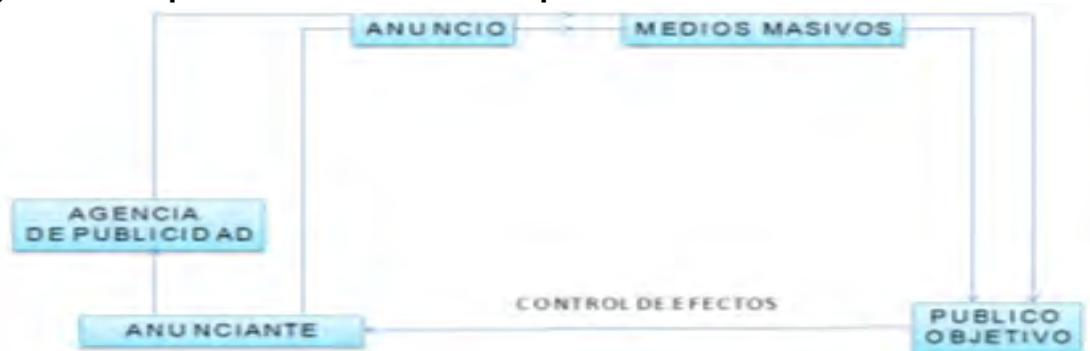 ANUNCIO
MEDIOS MASIVOS
AGENCIA
DE PUBLICIDAD
CONTROL DE EFECTOS
ANUNCIANTE
PUBLICO
OBJETIVO